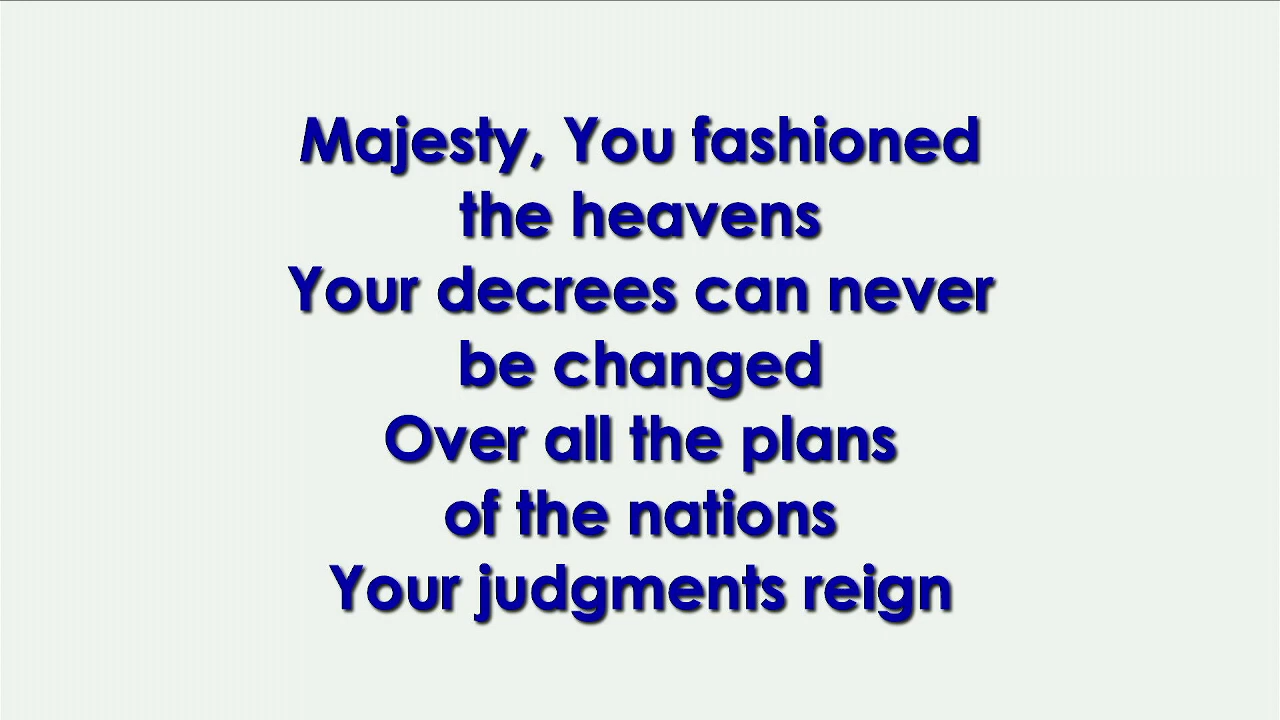 Majesty, You fashioned
the heavens
Your decrees can never
be changed
Over all the plans
of the nations
Your judgments reign